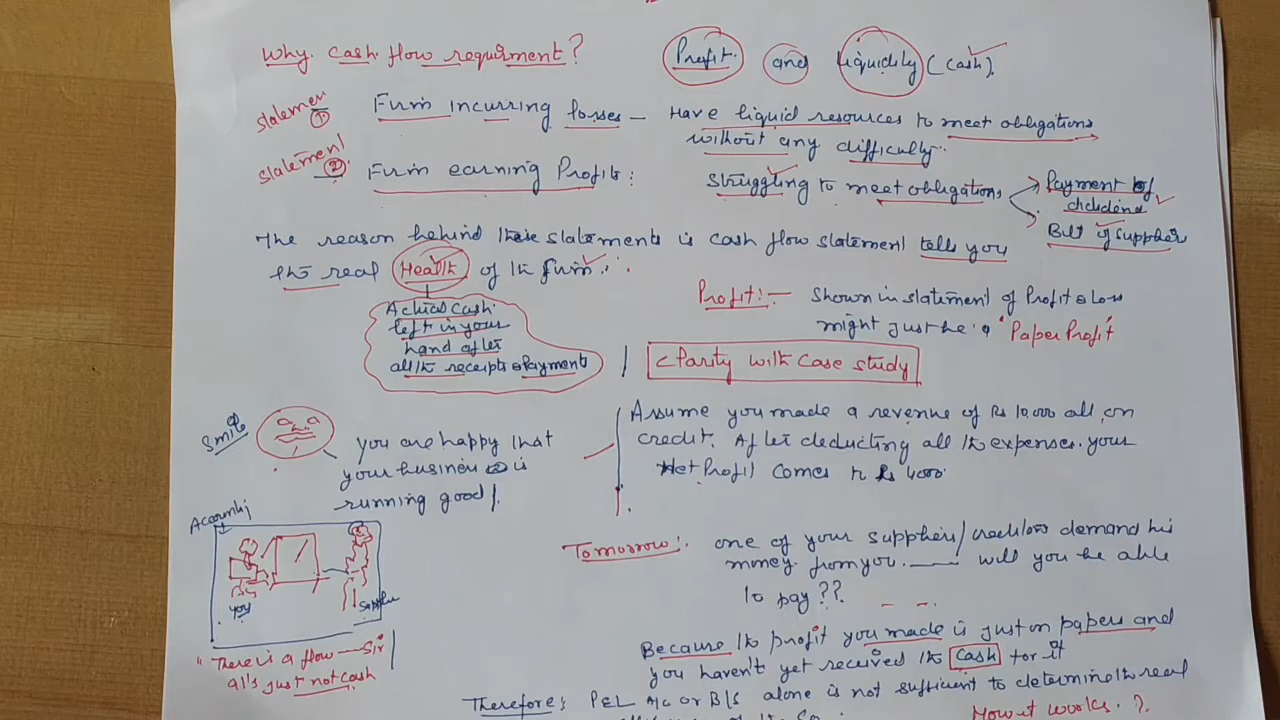 Why cash flow requirment?
Profit and Liquidity (cash).
Statement ① Firm incurring losses — Have liquid resources to meet obligations
without any difficulty.
Statement ② Firm earning Profits: Struggling to meet obligations
Payment of dividend
Bill of Supplier
The reason behind these statements is cash flow statement tells you
the real Health of the firm.
Actual cash left in your hand after all the receipts & Payments
Profit:- Shown in statement of Profit & Loss
might just be a "Paper Profit"
Clarity with case study
Smile
You are happy that
your business is
running good!
Assume you made a revenue of Rs 10,000 all on
credit. After deducting all the expenses your
Net Profit comes to Rs 4000
Accounting
you
Supplier
"There is a flow — Sir
It's just not cash
Tomorrow: one of your suppliers/creditors demand his
money from you. —— will you be able
to pay??
Because the profit you made is just on papers and
you haven't yet received the cash for it
Therefore; P&L A/c or B/S alone is not sufficient to determine the real
How it works?